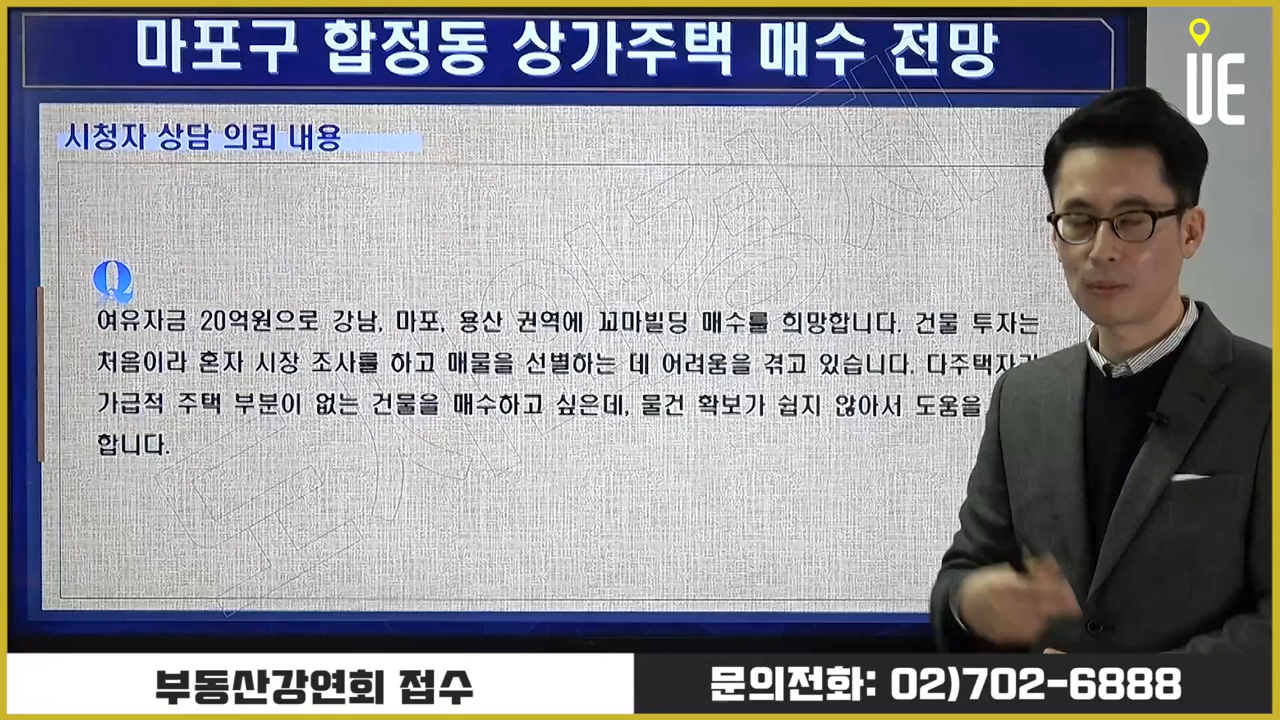 마포구 합정동 상가주택 매수 전망
UE
시청자 상담 의뢰 내용
Q
여유자금 20억원으로 강남, 마포, 용산 권역에 꼬마빌딩 매수를 희망합니다. 건물 투자는
처음이라 혼자 시장 조사를 하고 매물을 선별하는 데 어려움을 겪고 있습니다.
가급적 주택 부분이 없는 건물을 매수하고 싶은데, 물건 확보가 쉽지 않아서 도움을
합니다.
부동산강연회 접수
문의전화: 02)702-6888